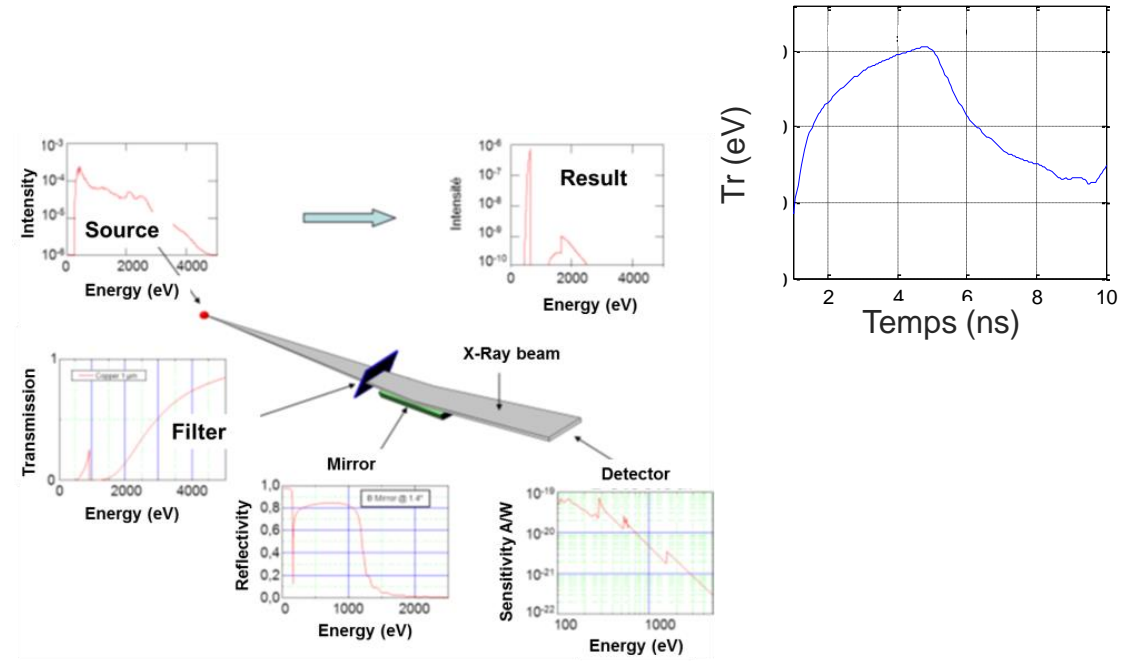 10-3
10-4
10-5
10-6
Intensity
Source
0
2000
4000
Energy (eV)
10-6
10-7
10-8
10-9
10-10
Intensité
Result
0
2000
4000
Energy (eV)
Tr (eV)
2
4
6
8
10
Temps (ns)
X-Ray beam
1
0
Transmission
Copper 1 µm
Filter
0
2000
4000
Energy (eV)
Mirror
Detector
1,0
0,8
0,6
0,4
0,2
0,0
Reflectivity
B Mirror @ 1.4°
0
1000
2000
Energy (eV)
10-19
10-20
10-21
10-22
Sensitivity A/W
100
1000
Energy (eV)